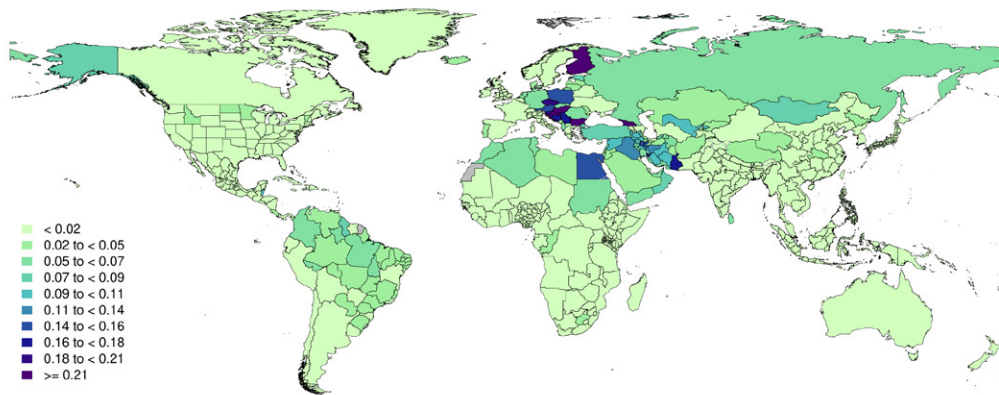 < 0.02
0.02 to < 0.05
0.05 to < 0.07
0.07 to < 0.09
0.09 to < 0.11
0.11 to < 0.14
0.14 to < 0.16
0.16 to < 0.18
0.18 to < 0.21
>= 0.21